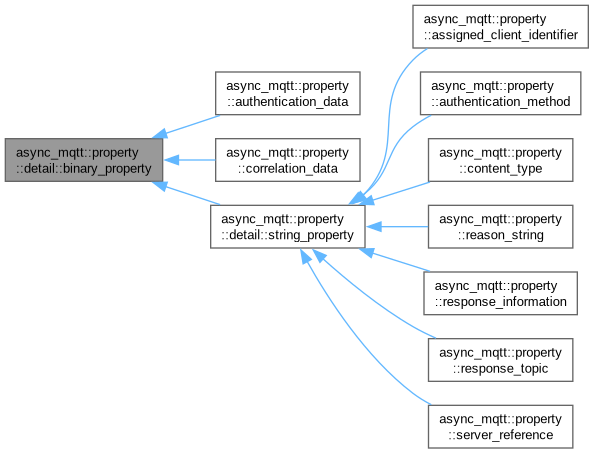 async_mqtt::property
::detail::binary_property
async_mqtt::property
::authentication_data
async_mqtt::property
::correlation_data
async_mqtt::property
::detail::string_property
async_mqtt::property
::assigned_client_identifier
async_mqtt::property
::authentication_method
async_mqtt::property
::content_type
async_mqtt::property
::reason_string
async_mqtt::property
::response_information
async_mqtt::property
::response_topic
async_mqtt::property
::server_reference